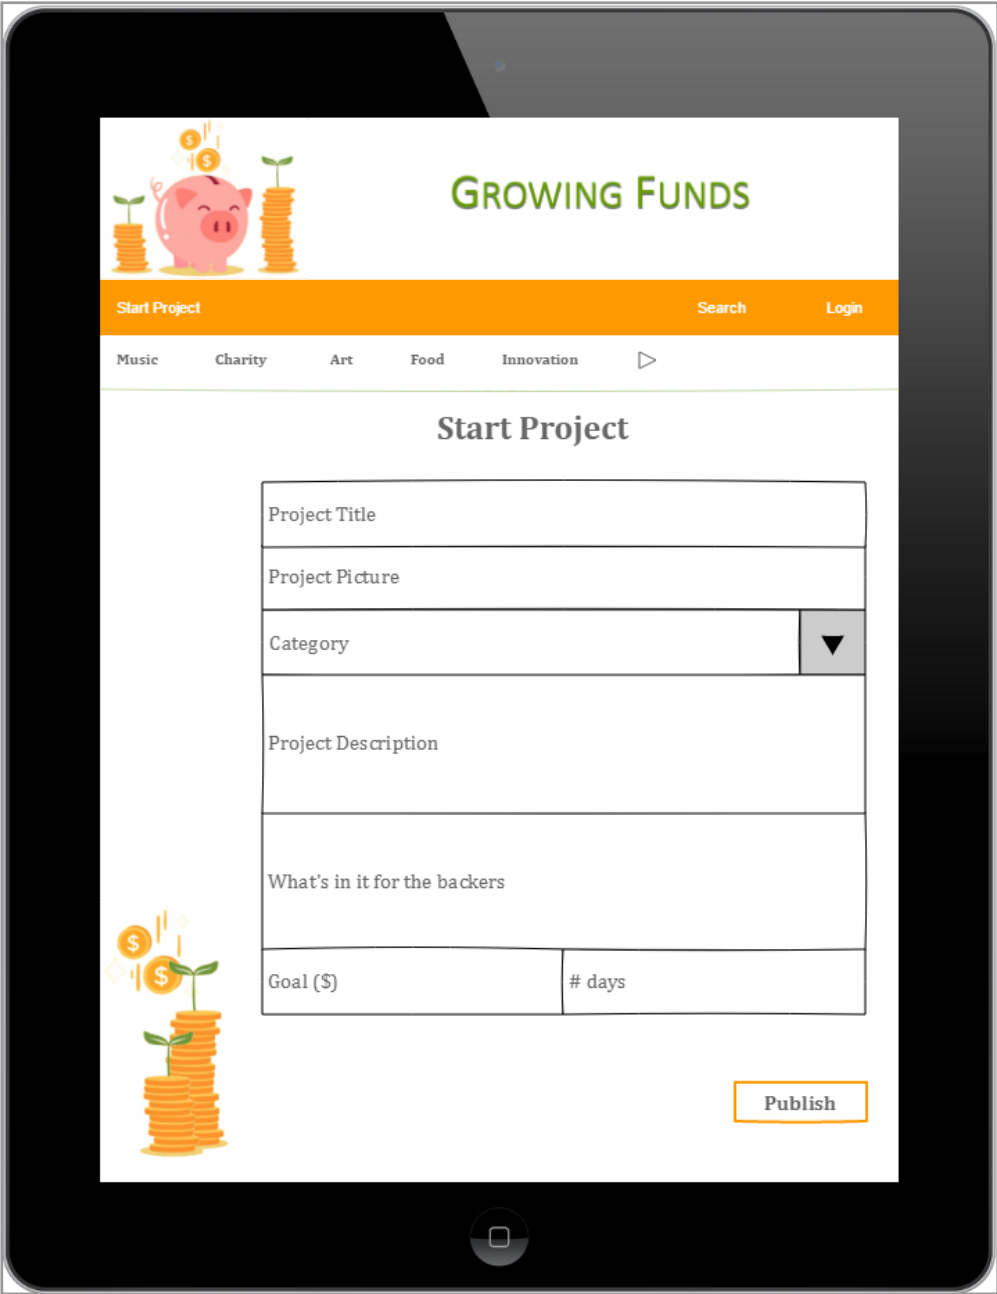 $
$
GROWING FUNDS
Start Project Search Login
Music Charity Art Food Innovation
Start Project
Project Title
Project Picture
Category
Project Description
What's in it for the backers
$
$
Goal ($) # days
Publish